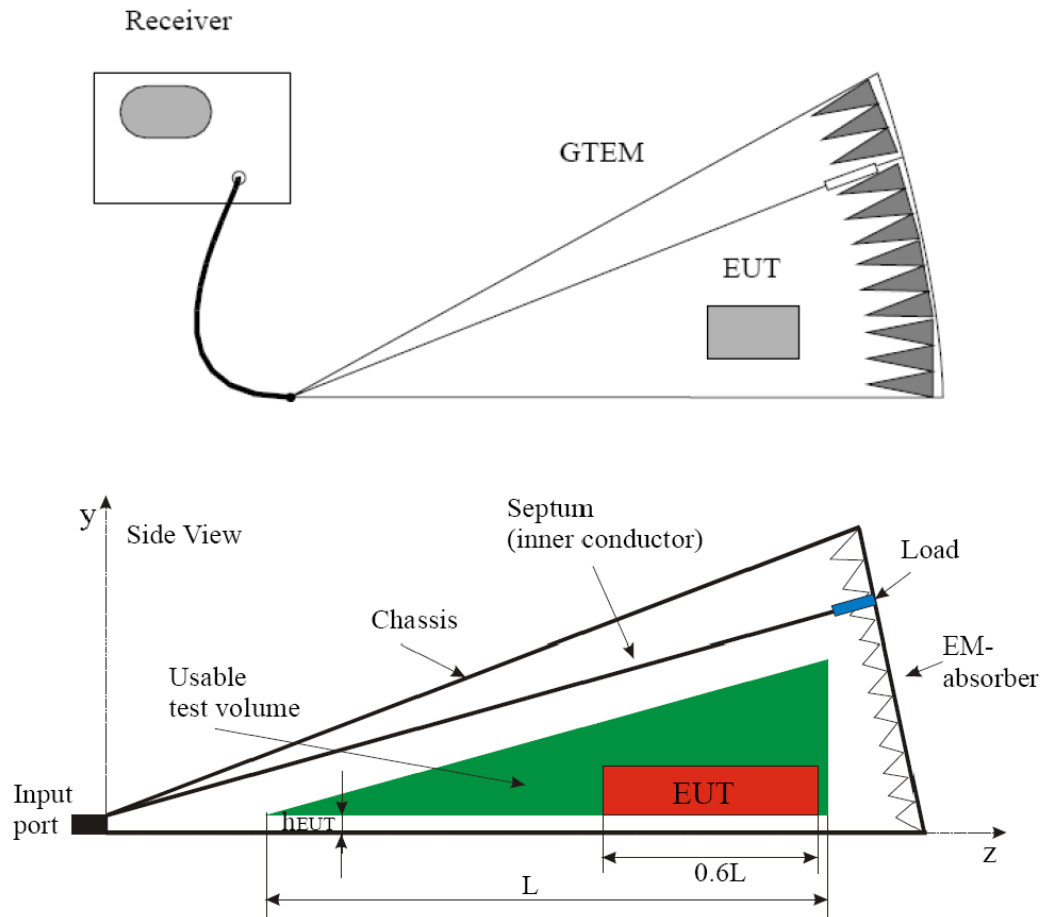 Receiver
GTEM
EUT
y
Side View
Septum
(inner conductor)
Load
Chassis
EM-
absorber
Usable
test volume
Input
port
hEUT
EUT
z
0.6L
L